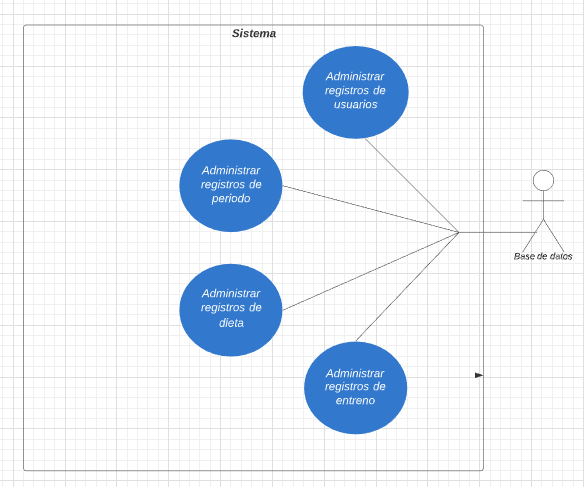 Sistema
Administrar
registros de
usuarios
Administrar
registros de
periodo
Administrar
registros de
dieta
Administrar
registros de
entreno
Base de datos